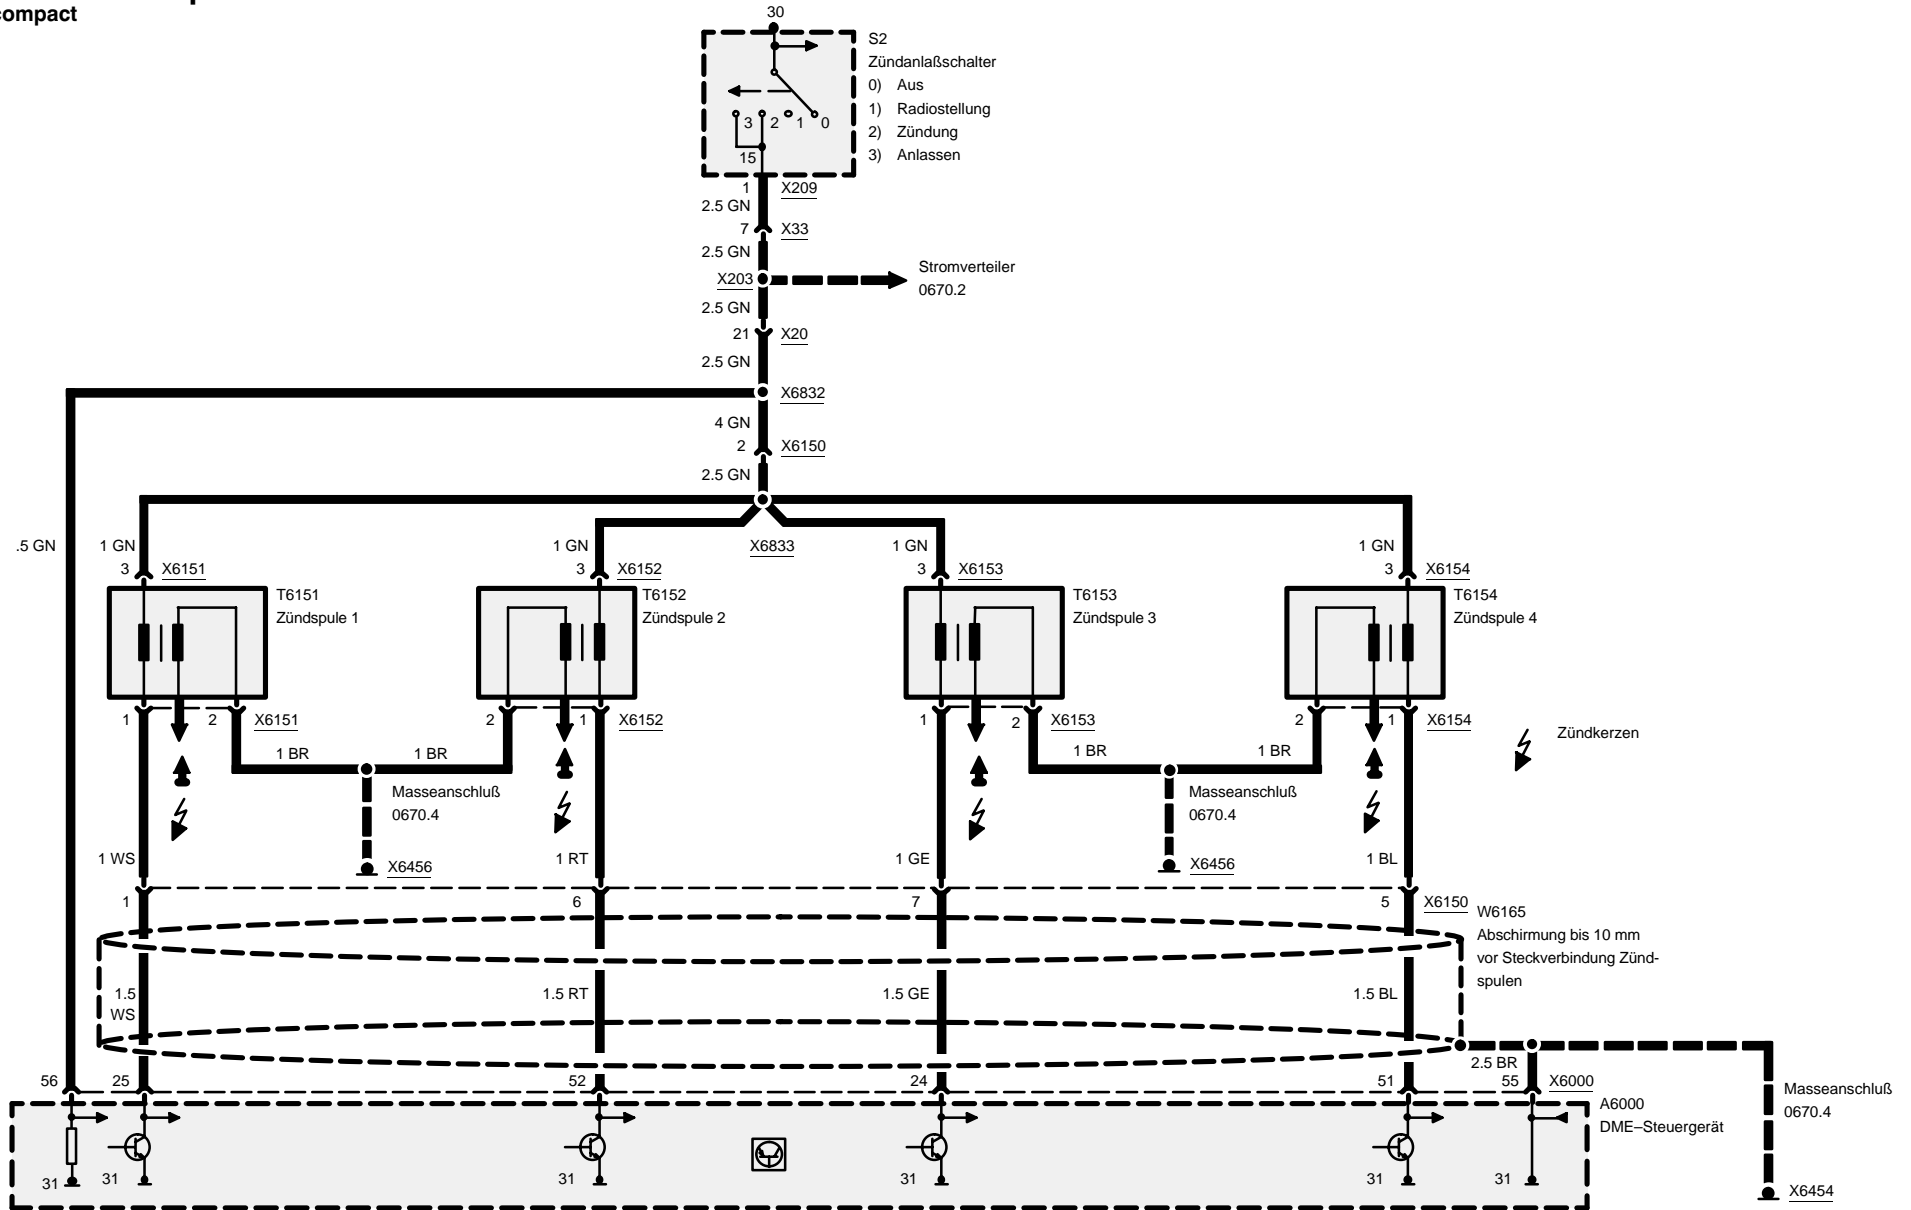 compact
30
S2
Zündanlaßschalter
0) Aus
1) Radiostellung
2) Zündung
3) Anlassen
3 2 1 0
15
1 X209
2.5 GN
7 X33
2.5 GN
X203
Stromverteiler
0670.2
2.5 GN
21 X20
2.5 GN
X6832
4 GN
2 X6150
2.5 GN
.5 GN 1 GN 1 GN X6833 1 GN 1 GN
3 X6151 3 X6152 3 X6153 3 X6154
T6151
Zündspule 1
T6152
Zündspule 2
T6153
Zündspule 3
T6154
Zündspule 4
1 2 X6151 2 1 X6152 1 2 X6153 2 1 X6154
Zündkerzen
1 BR 1 BR 1 BR 1 BR
Masseanschluß
0670.4
Masseanschluß
0670.4
1 WS X6456 1 RT 1 GE X6456 1 BL
1 6 7 5 X6150
W6165
Abschirmung bis 10 mm
vor Steckverbindung Zünd-
spulen
1.5
WS
1.5 RT 1.5 GE 1.5 BL
2.5 BR
56 25 52 24 51 55 X6000
Masseanschluß
0670.4
A6000
DME–Steuergerät
31 31 31 31 31 31
X6454